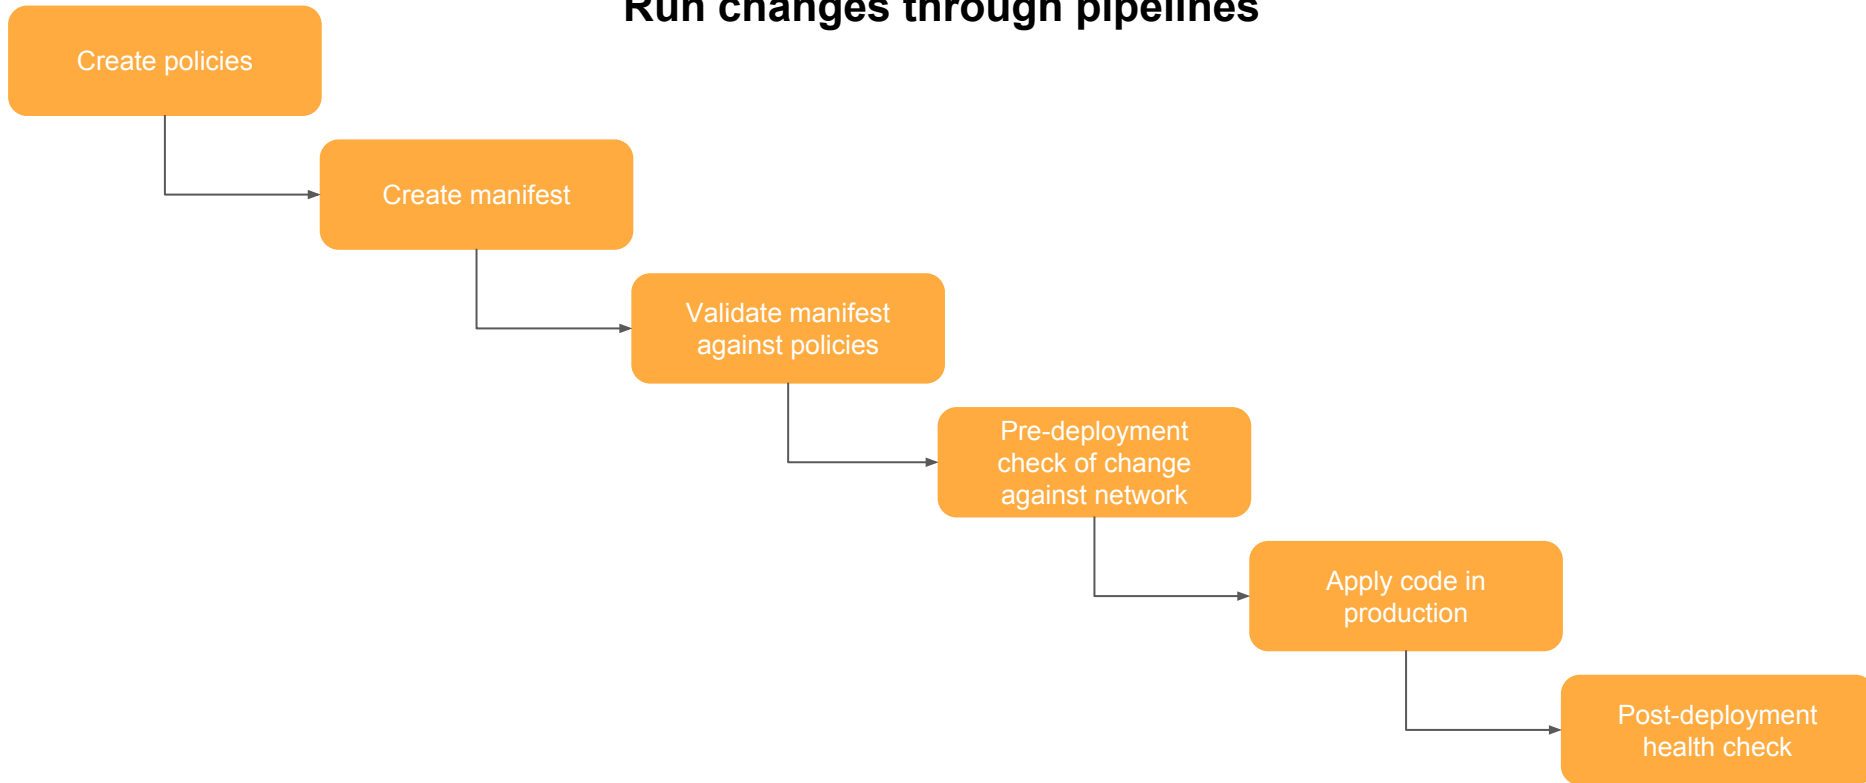 Run changes through pipelines
Create policies
Create manifest
Validate manifest
against policies
Pre-deployment
check of change
against network
Apply code in
production
Post-deployment
health check